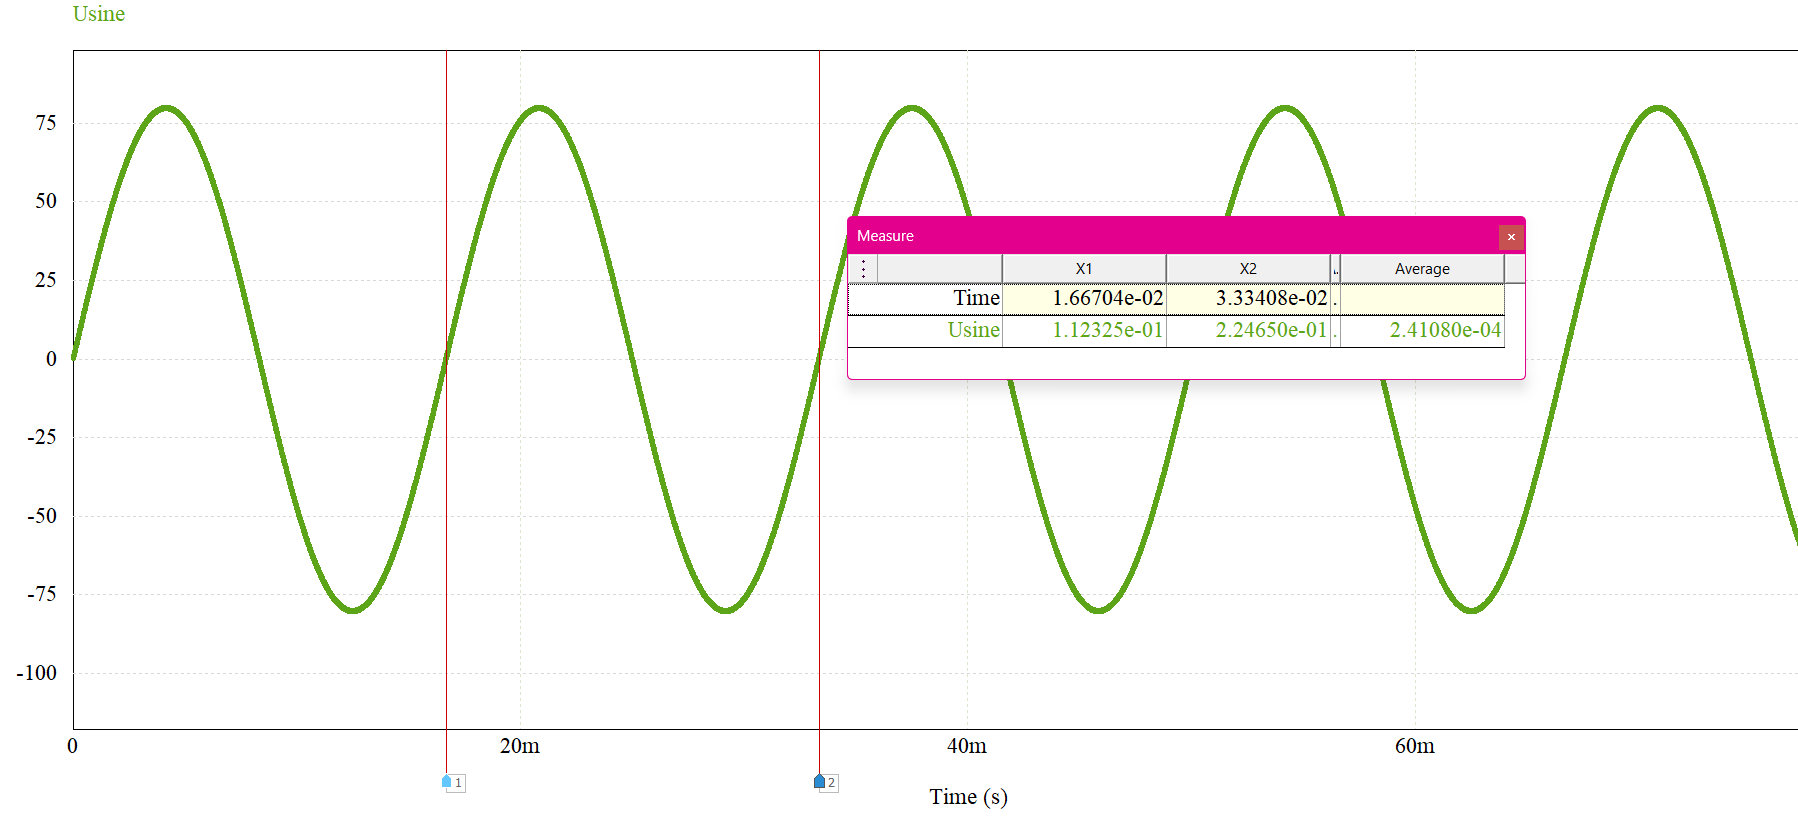 Usine
75
50
25
0
-25
-50
-75
-100
Measure
X1 X2 Average
Time 1.66704e-02 3.33408e-02
Usine 1.12325e-01 2.24650e-01 2.41080e-04
0 20m 40m 60m
1 2
Time (s)